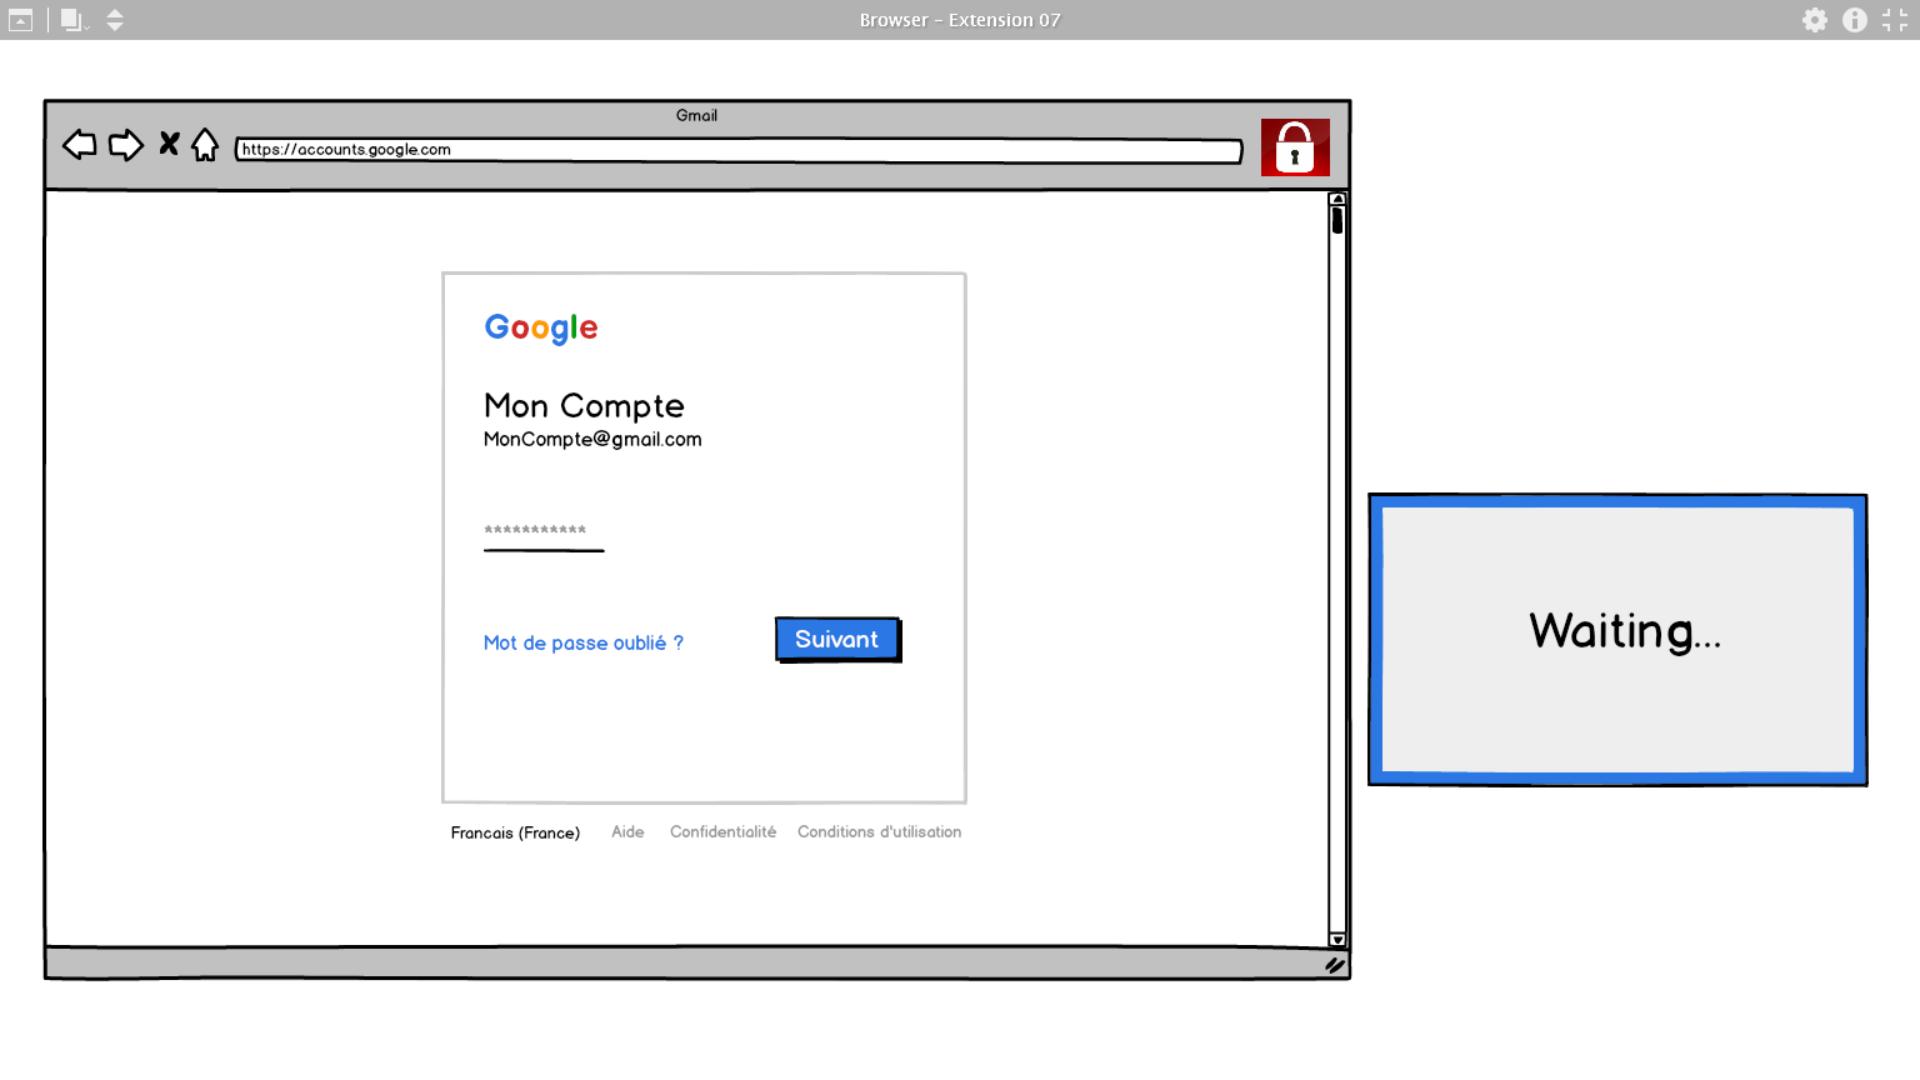 Browser – Extension 07
Gmail
https://accounts.google.com
Google
Mon Compte
MonCompte@gmail.com
***********
Mot de passe oublié ?
Suivant
Waiting...
Francais (France)
Aide
Confidentialité
Conditions d'utilisation